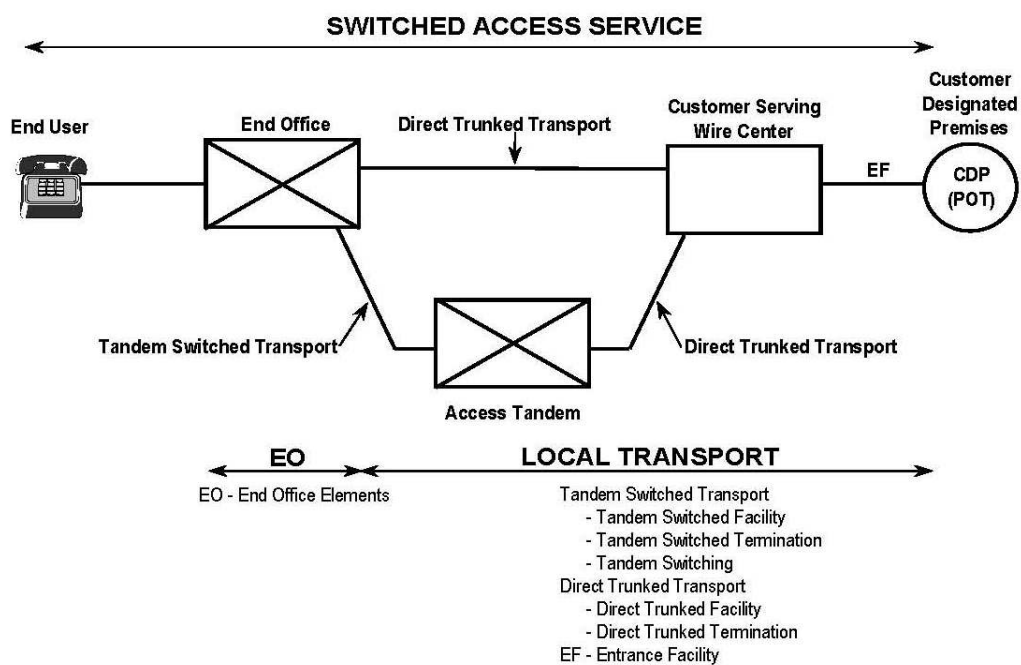 SWITCHED ACCESS SERVICE
End User
End Office
Direct Trunked Transport
Customer Serving
Wire Center
Customer
Designated
Premises
EF
CDP
(POT)
Tandem Switched Transport
Direct Trunked Transport
Access Tandem
EO
LOCAL TRANSPORT
EO - End Office Elements
Tandem Switched Transport
- Tandem Switched Facility
- Tandem Switched Termination
- Tandem Switching
Direct Trunked Transport
- Direct Trunked Facility
- Direct Trunked Termination
EF - Entrance Facility